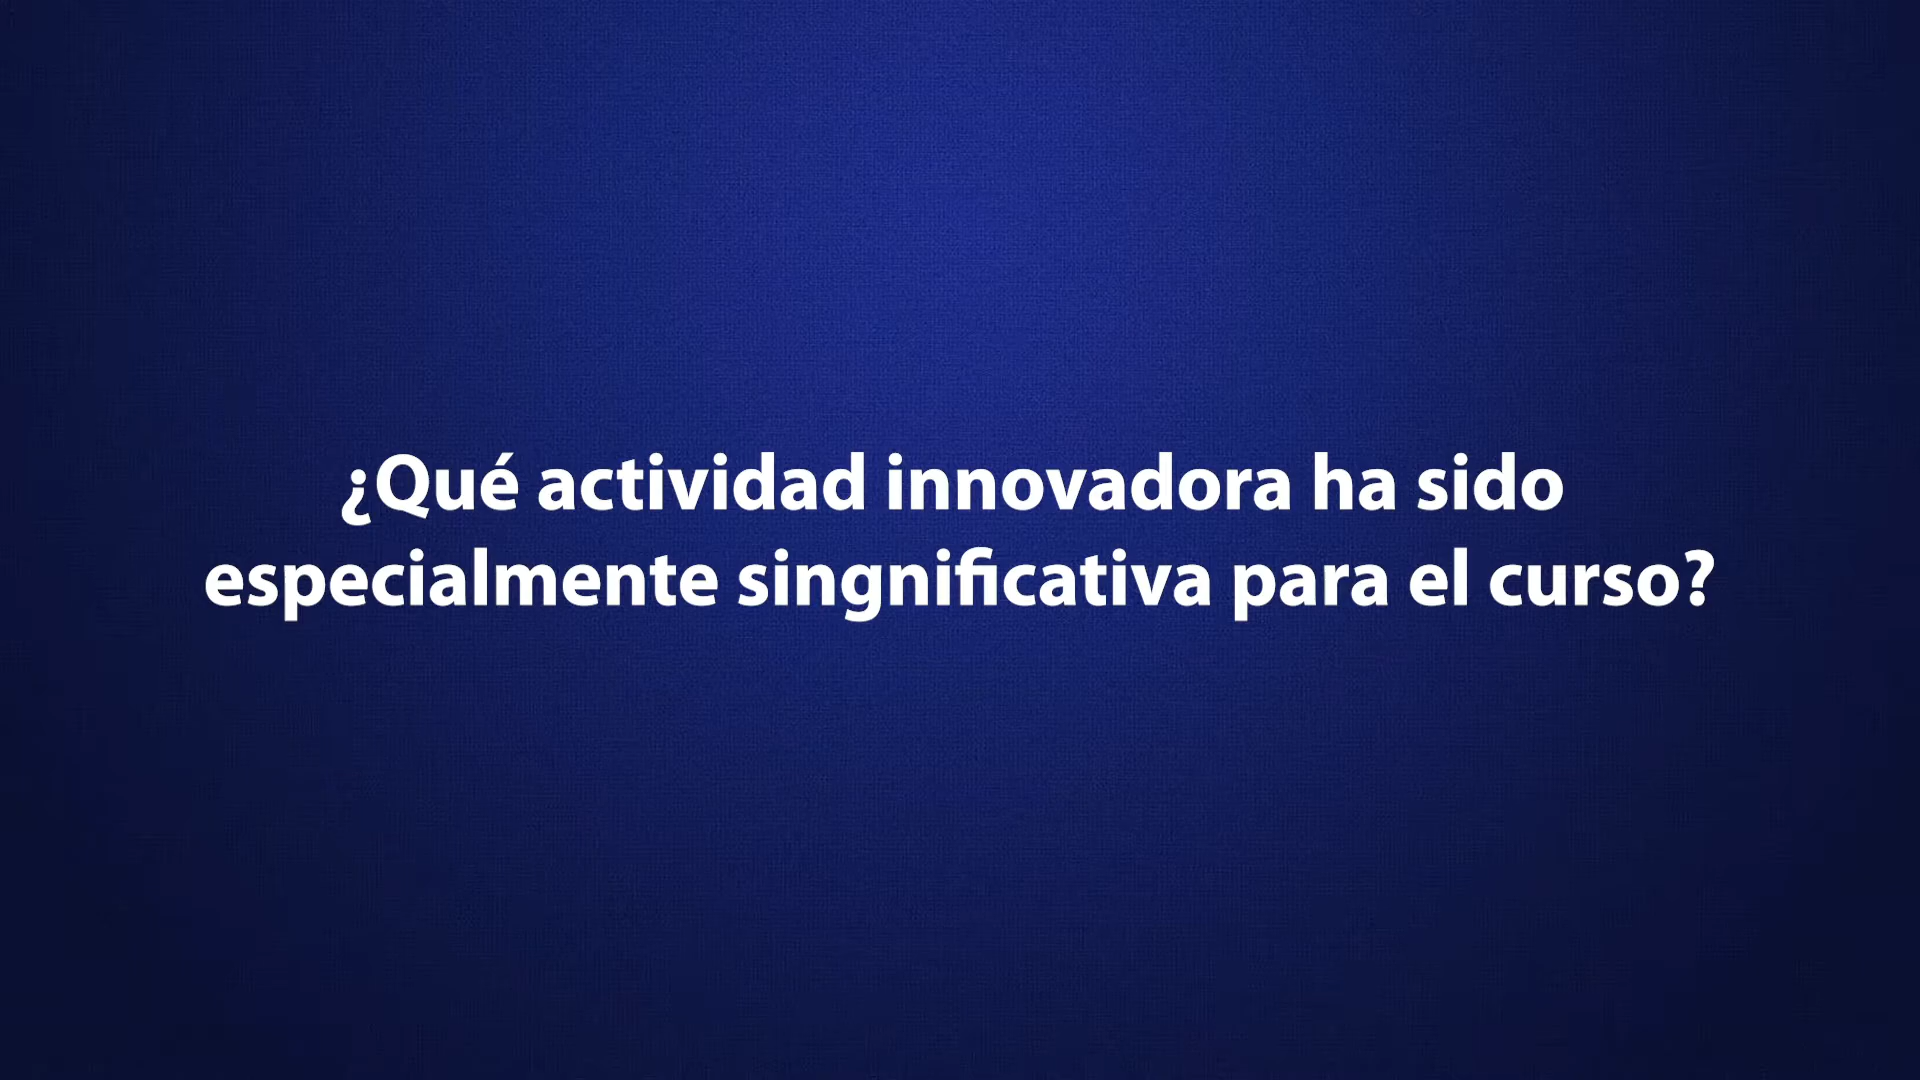 ¿Qué actividad innovadora ha sido
especialmente singnificativa para el curso?